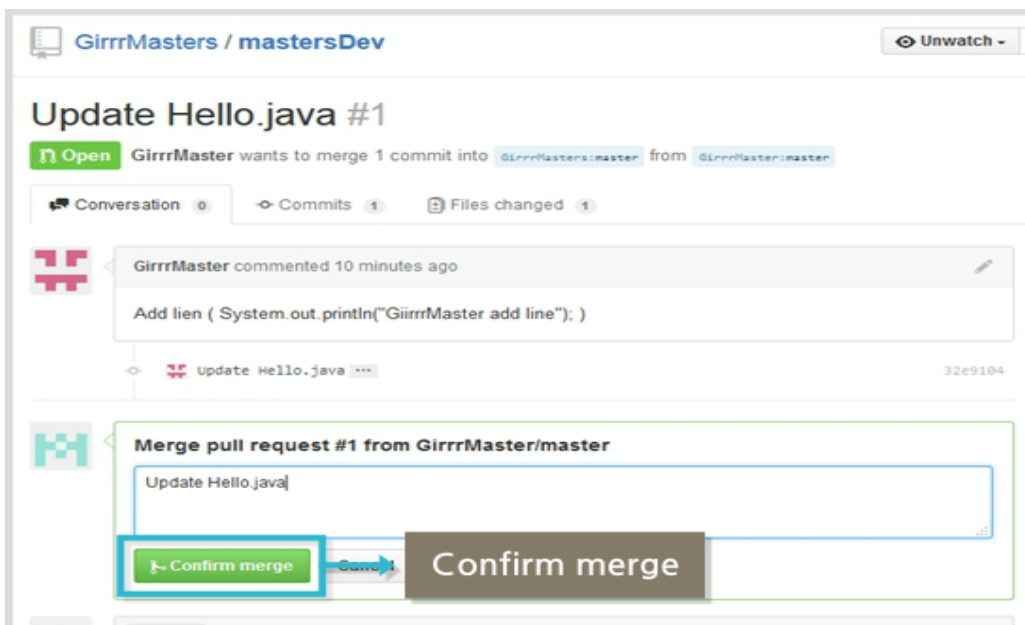 GirrrMasters / mastersDev
Unwatch
Update Hello.java #1
Open GirrrMaster wants to merge 1 commit into GirrrMasters:master from GirrrMaster:master
Conversation 0 Commits 1 Files changed 1
GirrrMaster commented 10 minutes ago
Add lien ( System.out.println("GiirrrMaster add line"); )
Update Hello.java ...
32e9104
Merge pull request #1 from GirrrMaster/master
Update Hello.java
Confirm merge
Confirm merge